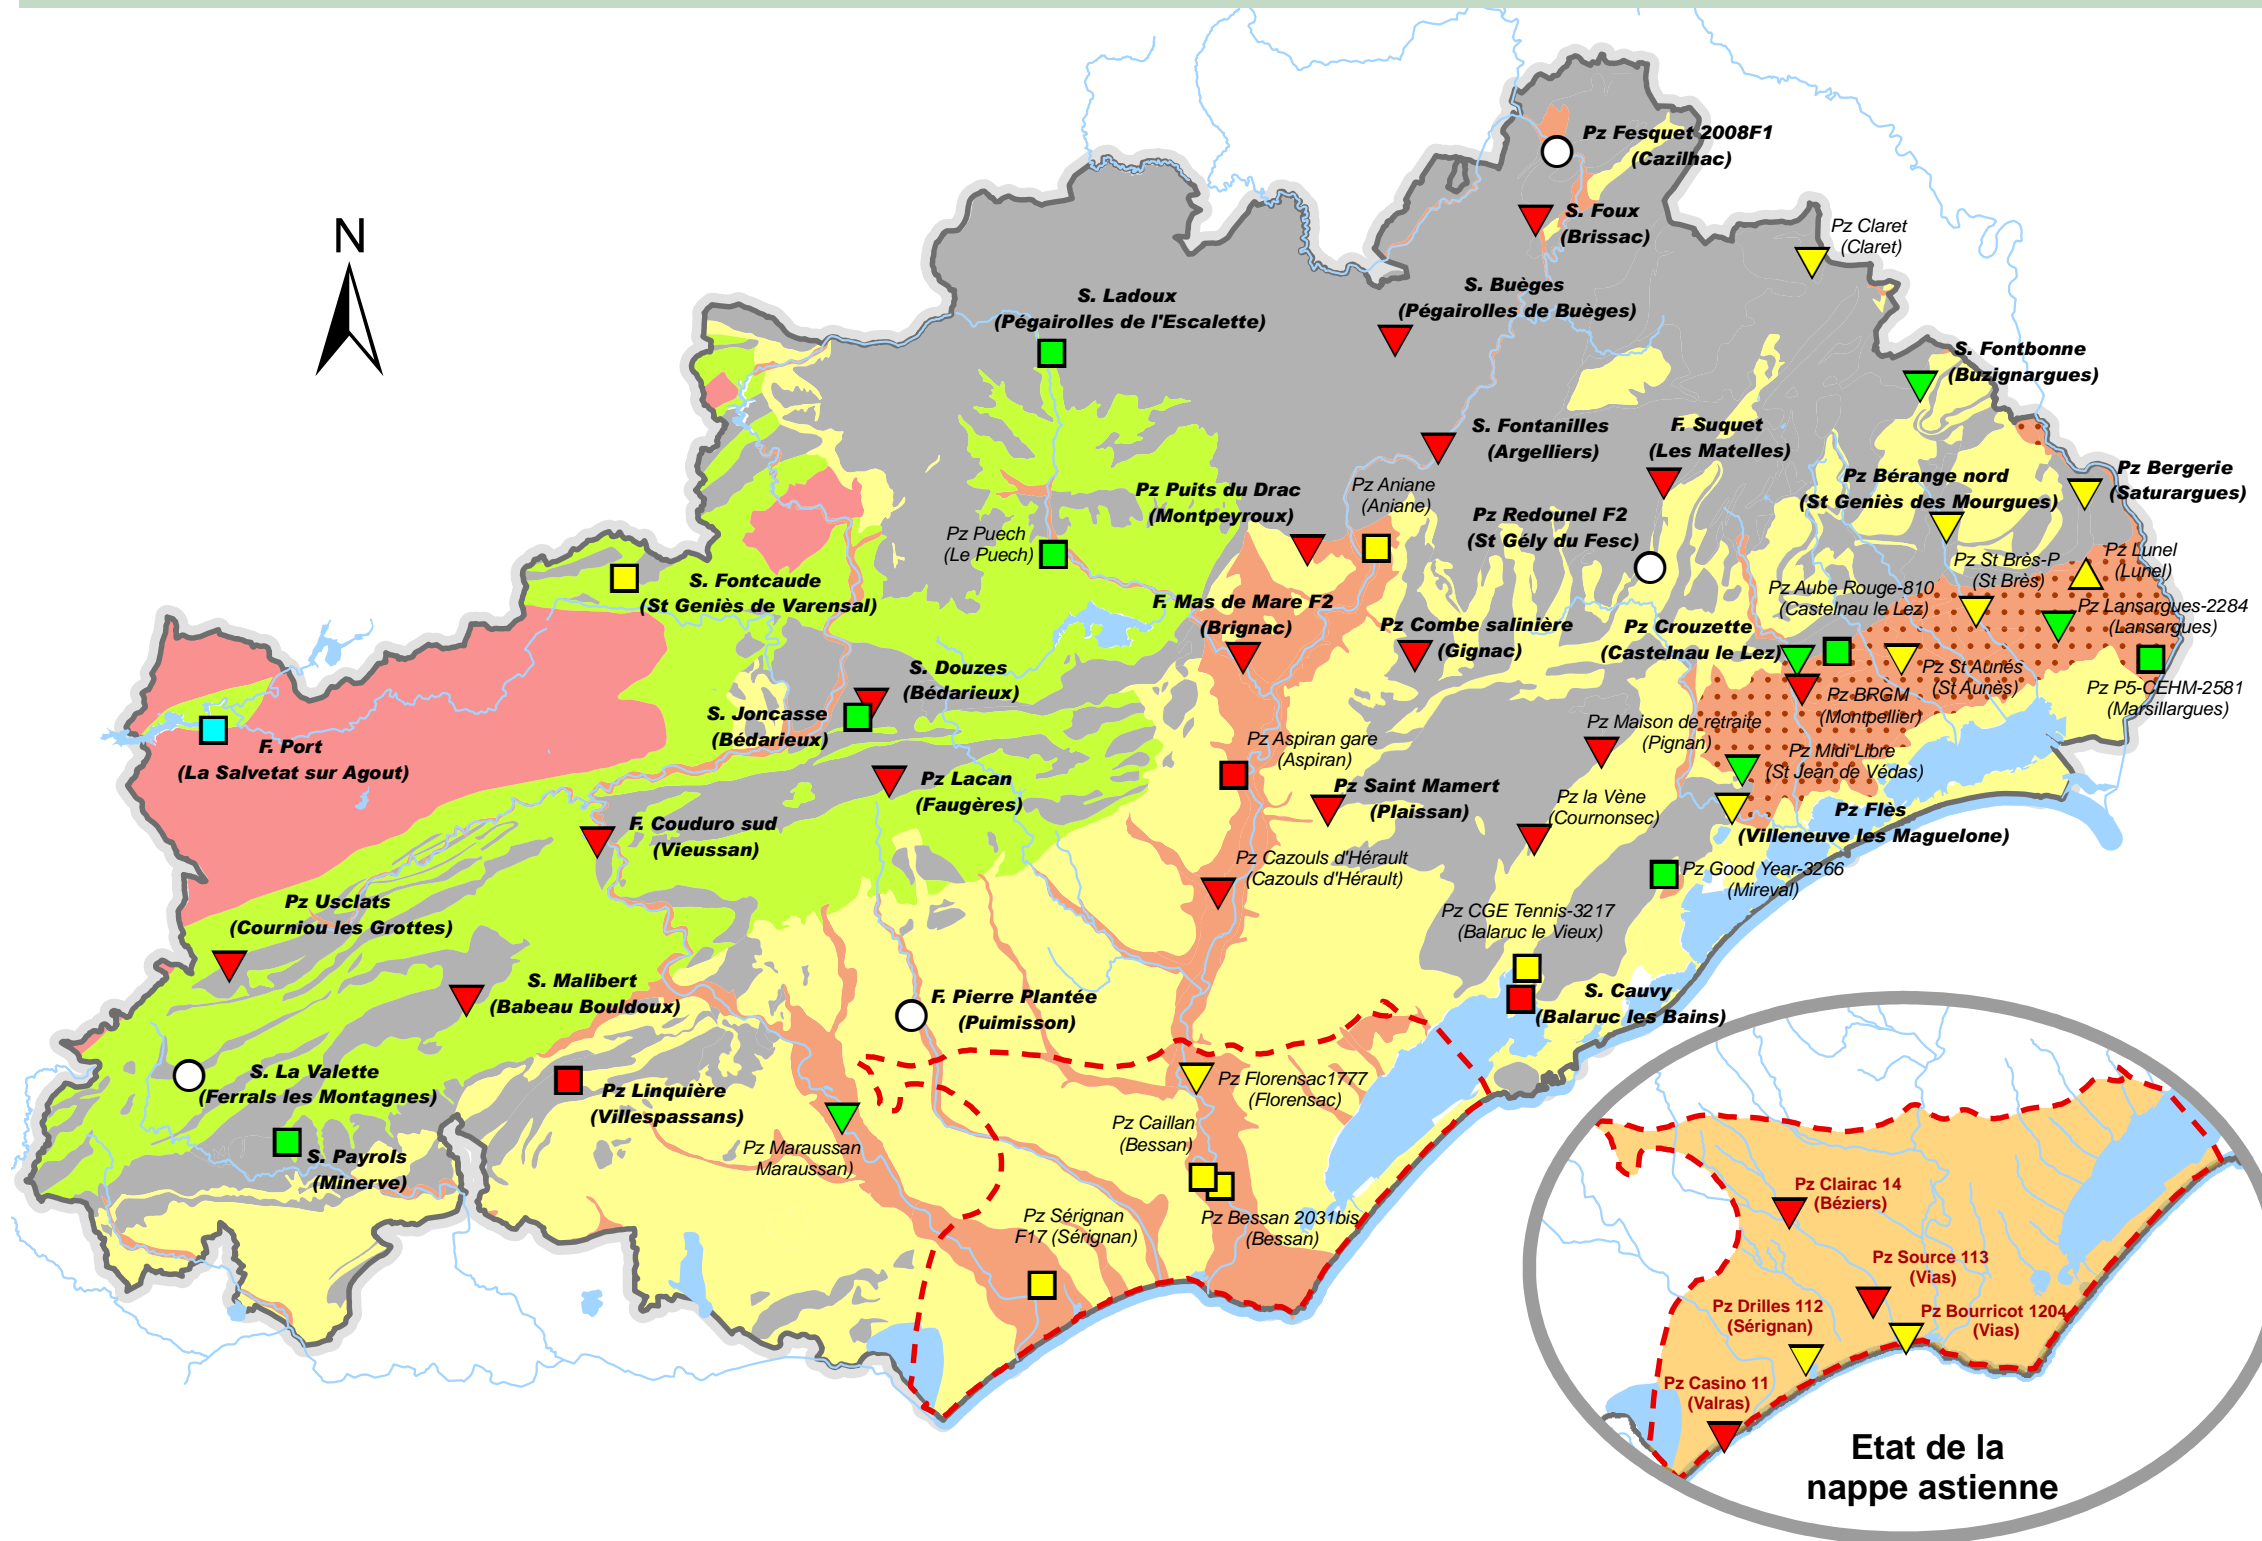 N
Pz Fesquet 2008F1
(Cazilhac)
S. Foux
(Brissac)
Pz Claret
(Claret)
S. Ladoux
(Pégairolles de l'Escalette)
S. Buèges
(Pégairolles de Buèges)
S. Fontbonne
(Buzignargues)
S. Fontanilles
(Argelliers)
F. Suquet
(Les Matelles)
Pz Bérange nord
(St Geniès des Mourgues)
Pz Bergerie
(Saturargues)
Pz Puits du Drac
(Montpeyroux)
Pz Aniane
(Aniane)
Pz Redounel F2
(St Gély du Fesc)
Pz Puech
(Le Puech)
Pz St Brès-P
(St Brès)
Pz Lunel
(Lunel)
S. Fontcaude
(St Geniès de Varensal)
Pz Aube Rouge-810
(Castelnau le Lez)
F. Mas de Mare F2
(Brignac)
Pz Combe salinière
(Gignac)
Pz Crouzette
(Castelnau le Lez)
Pz Lansargues-2284
(Lansargues)
S. Douzes
(Bédarieux)
Pz St Aunés
(St Aunès)
Pz P5-CEHM-2581
(Marsillargues)
S. Joncasse
(Bédarieux)
Pz BRGM
(Montpellier)
Pz Maison de retraite
(Pignan)
F. Port
(La Salvetat sur Agout)
Pz Aspiran gare
(Aspiran)
Pz Midi Libre
(St Jean de Védas)
Pz Lacan
(Faugères)
Pz Saint Mamert
(Plaissan)
Pz la Vène
(Cournonsec)
Pz Flès
(Villeneuve les Maguelone)
F. Couduro sud
(Vieussan)
Pz Cazouls d'Hérault
(Cazouls d'Hérault)
Pz Good Year-3266
(Mireval)
Pz Usclats
(Courniou les Grottes)
Pz CGE Tennis-3217
(Balaruc le Vieux)
S. Malibert
(Babeau Bouldoux)
F. Pierre Plantée
(Puimisson)
S. Cauvy
(Balaruc les Bains)
S. La Valette
(Ferrals les Montagnes)
Pz Linquière
(Villespassans)
Pz Florensac1777
(Florensac)
Pz Caillan
(Bessan)
S. Payrols
(Minerve)
Pz Maraussan
Maraussan)
Pz Sérignan
F17 (Sérignan)
Pz Bessan 2031bis
(Bessan)
Pz Clairac 14
(Béziers)
Pz Source 113
(Vias)
Pz Drilles 112
(Sérignan)
Pz Bourricot 1204
(Vias)
Pz Casino 11
(Valras)
Etat de la
nappe astienne